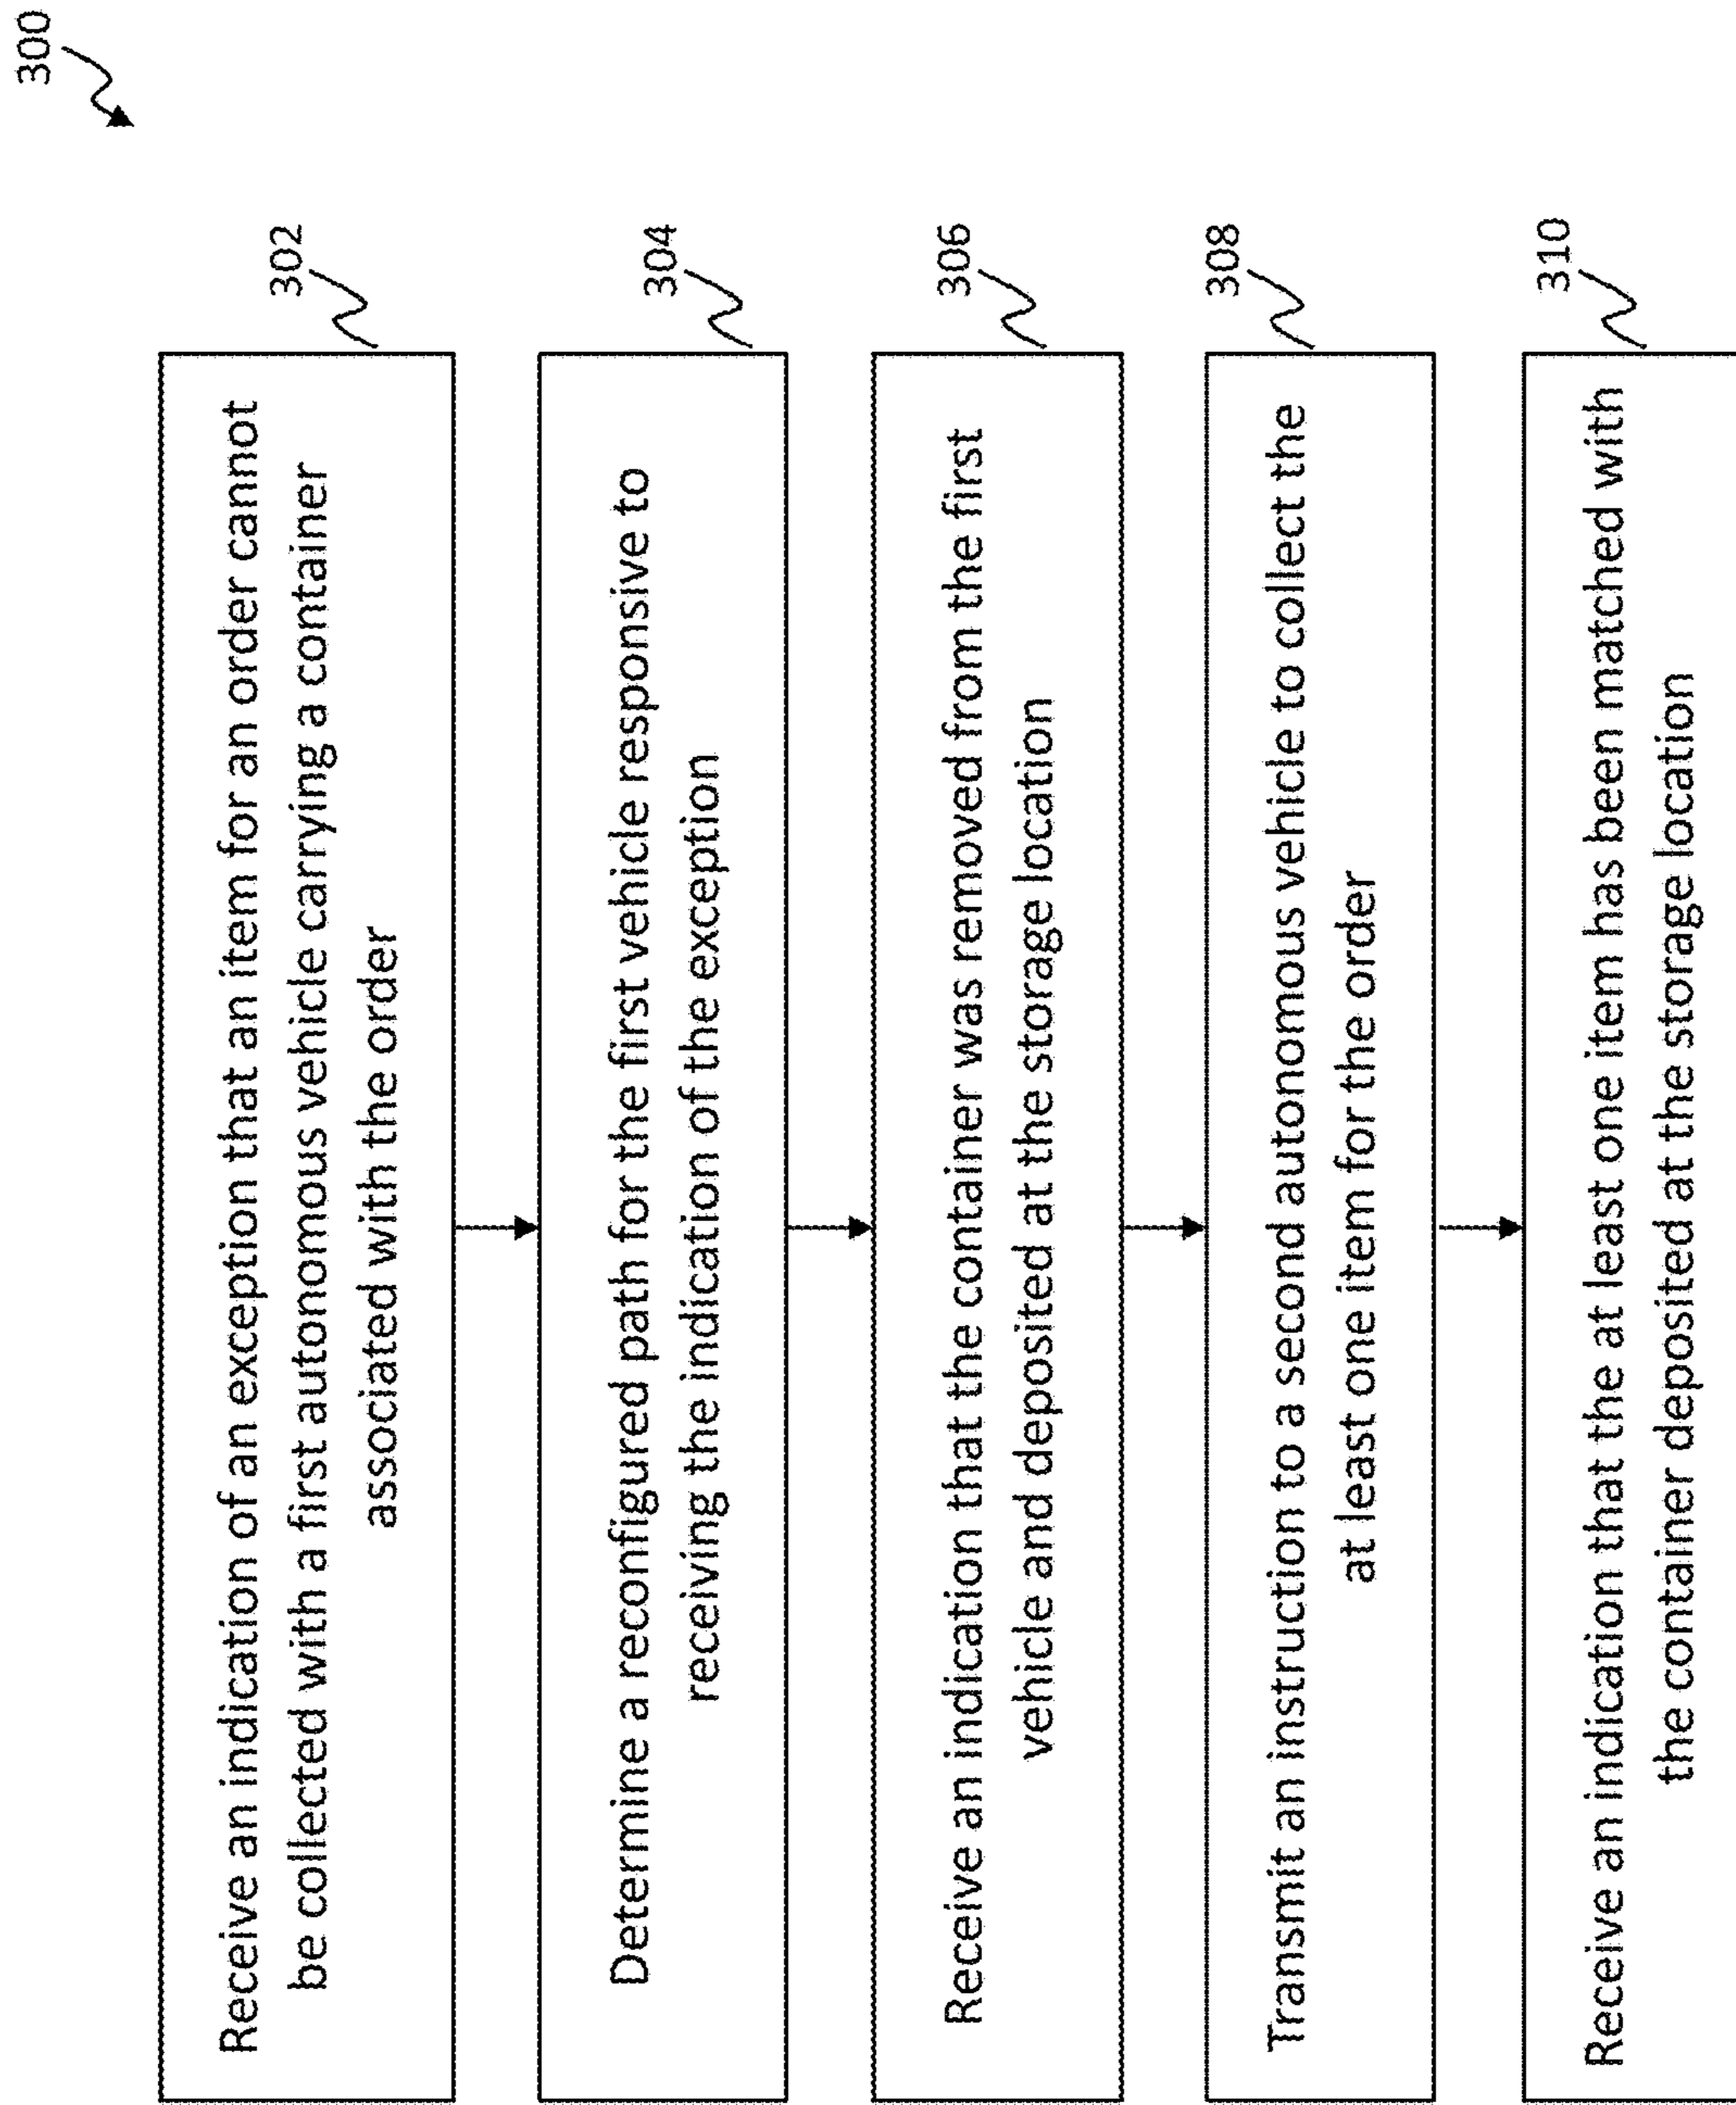 300
302
Receive an indication of an exception that an item for an order cannot
be collected with a first autonomous vehicle carrying a container
associated with the order
304
Determine a reconfigured path for the first vehicle responsive to
receiving the indication of the exception
306
Receive an indication that the container was removed from the first
vehicle and deposited at the storage location
308
Transmit an instruction to a second autonomous vehicle to collect the
at least one item for the order
310
Receive an indication that the at least one item has been matched with
the container deposited at the storage location